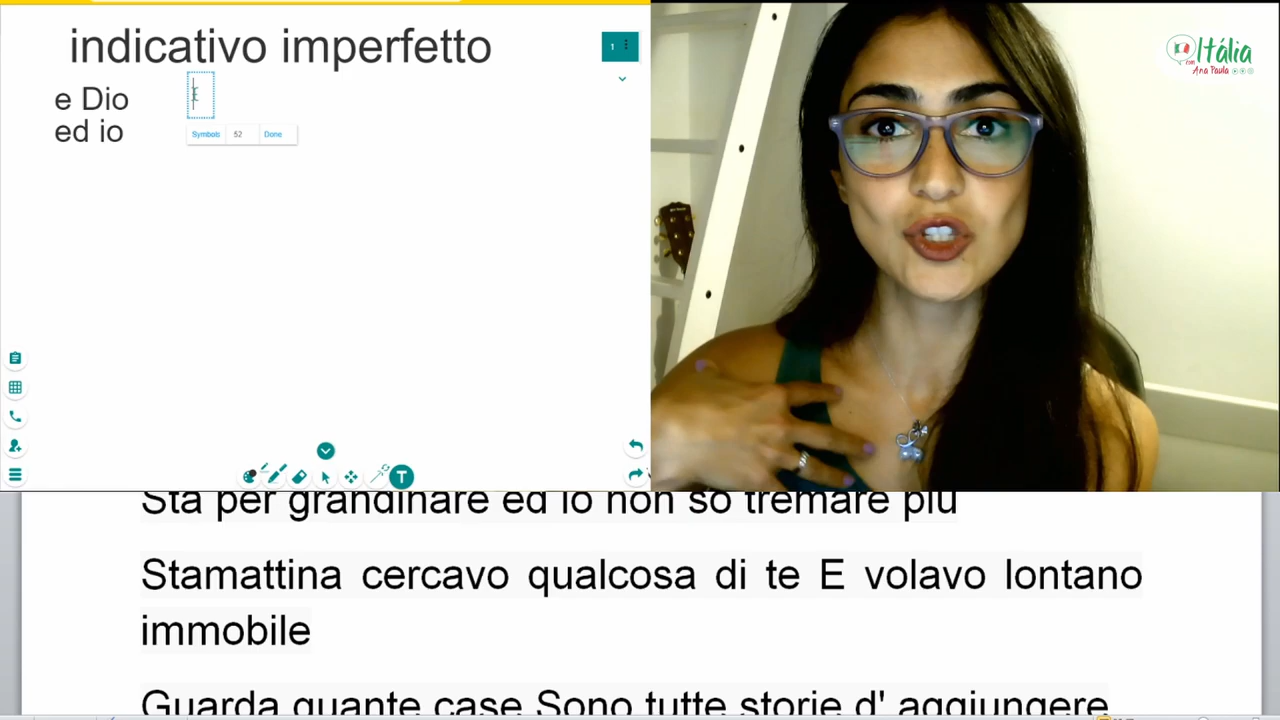 indicativo imperfetto
e Dio
ed io
Symbols 52 Done
1
T
Itália
com
Ana Paula
Sta per grandinare ed io non so tremare più
Stamattina cercavo qualcosa di te E volavo lontano
immobile
Guarda quante case Sono tutte storie d' aggiungere